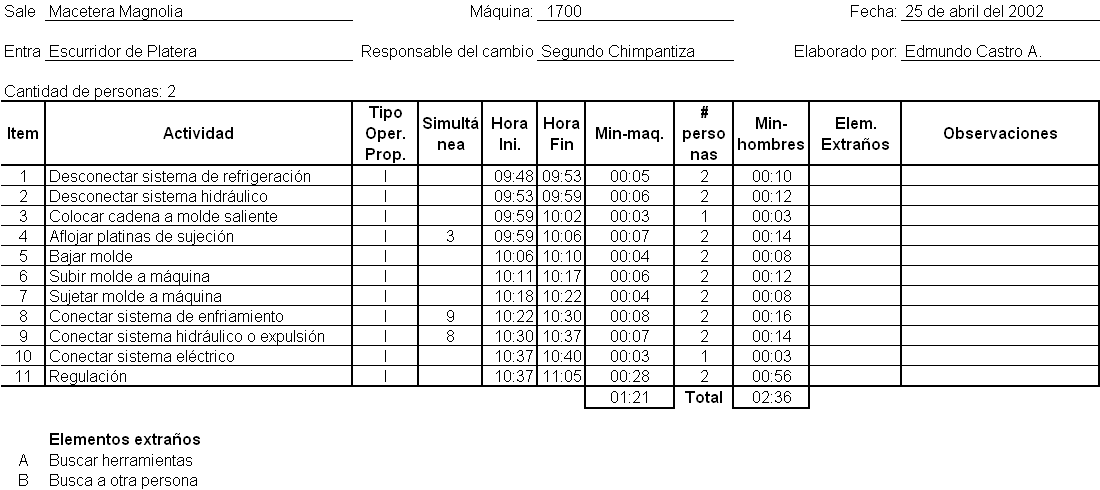 Sale Macetera Magnolia Máquina: 1700 Fecha: 25 de abril del 2002
Entra Escurridor de Platera Responsable del cambio Segundo Chimpantiza Elaborado por: Edmundo Castro A.
Cantidad de personas: 2
Item Actividad Tipo Oper. Prop. Simultá nea Hora Ini. Hora Fin Min-maq. # perso nas Min-hombres Elem. Extraños Observaciones
1 Desconectar sistema de refrigeración I 09:48 09:53 00:05 2 00:10
2 Desconectar sistema hidráulico I 09:53 09:59 00:06 2 00:12
3 Colocar cadena a molde saliente I 09:59 10:02 00:03 1 00:03
4 Aflojar platinas de sujeción I 3 09:59 10:06 00:07 2 00:14
5 Bajar molde I 10:06 10:10 00:04 2 00:08
6 Subir molde a máquina I 10:11 10:17 00:06 2 00:12
7 Sujetar molde a máquina I 10:18 10:22 00:04 2 00:08
8 Conectar sistema de enfriamiento I 9 10:22 10:30 00:08 2 00:16
9 Conectar sistema hidráulico o expulsión I 8 10:30 10:37 00:07 2 00:14
10 Conectar sistema eléctrico I 10:37 10:40 00:03 1 00:03
11 Regulación I 10:37 11:05 00:28 2 00:56
01:21 Total 02:36
Elementos extraños
A Buscar herramientas
B Busca a otra persona